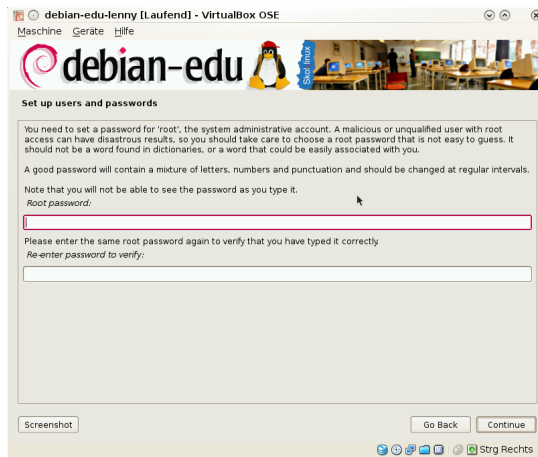 debian-edu-lenny [Laufend] - VirtualBox OSE
Maschine Geräte Hilfe
debian-edu
Skolelinux
Set up users and passwords
You need to set a password for 'root', the system administrative account. A malicious or unqualified user with root
access can have disastrous results, so you should take care to choose a root password that is not easy to guess. It
should not be a word found in dictionaries, or a word that could be easily associated with you.
A good password will contain a mixture of letters, numbers and punctuation and should be changed at regular intervals.
Note that you will not be able to see the password as you type it.
Root password:
Please enter the same root password again to verify that you have typed it correctly.
Re-enter password to verify:
Screenshot
Go Back
Continue
Strg Rechts